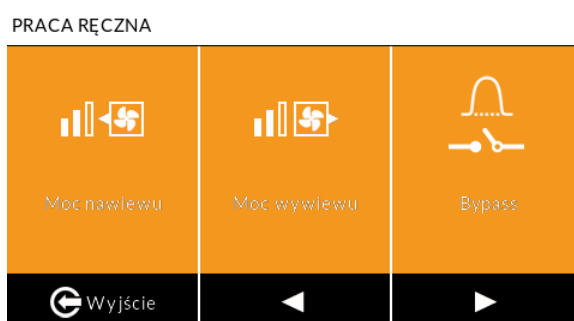 PRACA RĘCZNA
Moc nawiewu
Moc wywiewu
Bypass
Wyjście